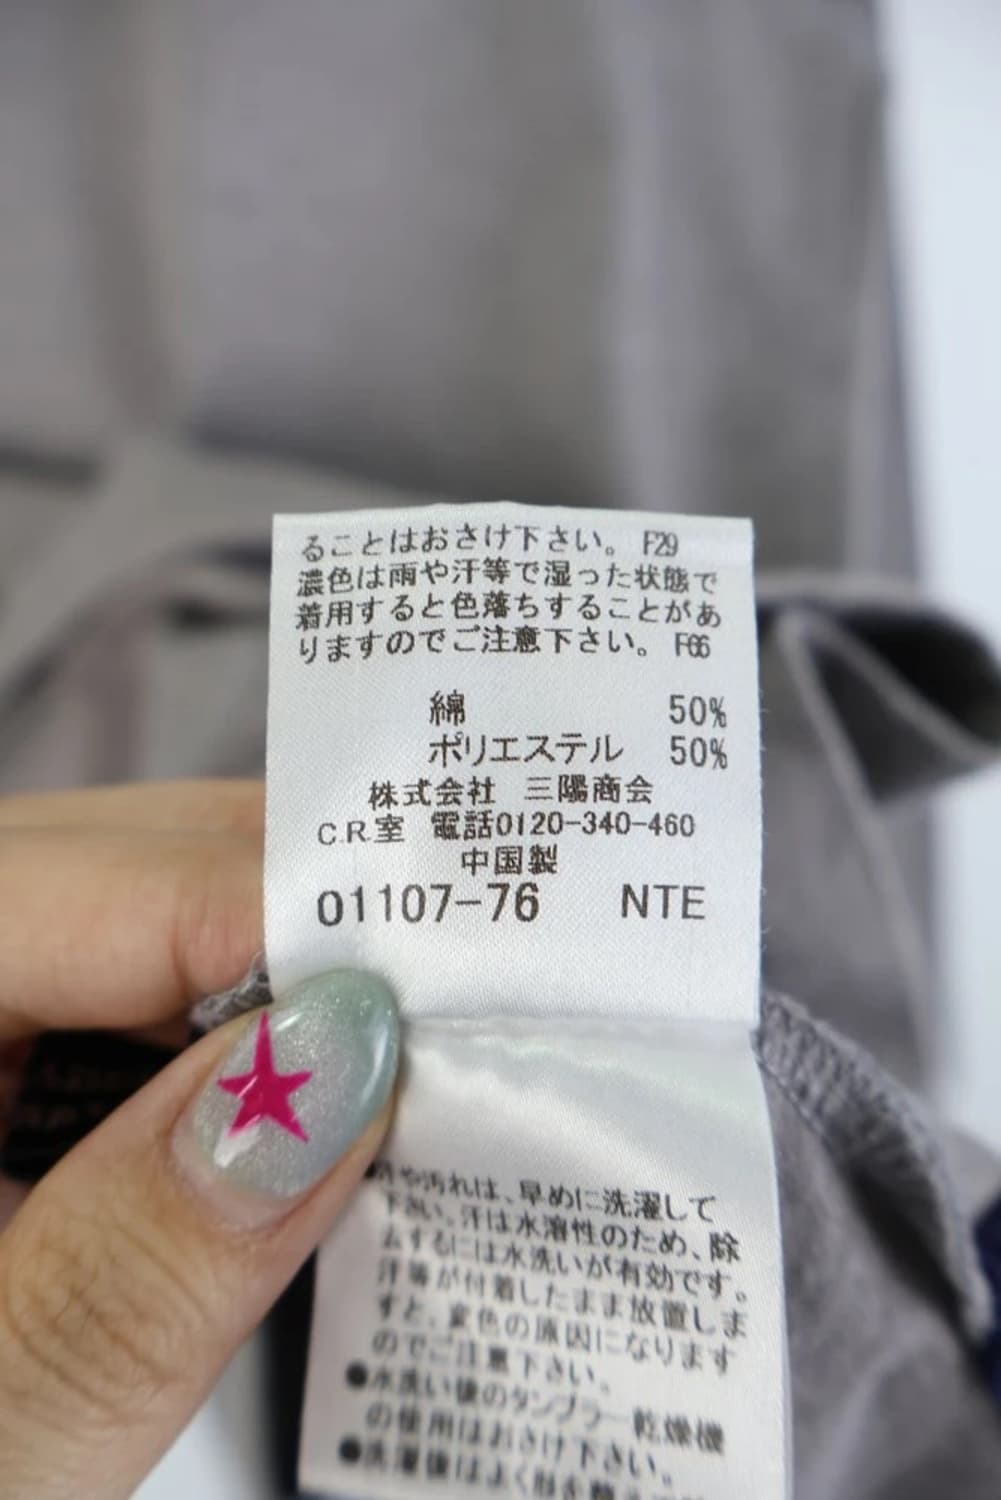 ることはおさけ下さい。 F29
濃色は雨や汗等で湿った状態で
着用すると色落ちすることがあ
りますのでご注意下さい。 F66
綿 50%
ポリエステル 50%
株式会社 三陽商会
C.R.室 電話0120-340-460
中国製
01107-76 NTE
汗や汚れは、早めに洗濯して
下さい。汗は水溶性のため、除
去するには水洗いが有効です。
汗等が付着したまま放置しま
すと、変色の原因になります
のでご注意下さい。
●水洗い後のタンブラー乾燥機
の使用はおさけ下さい。
●洗濯後はよく形を整え